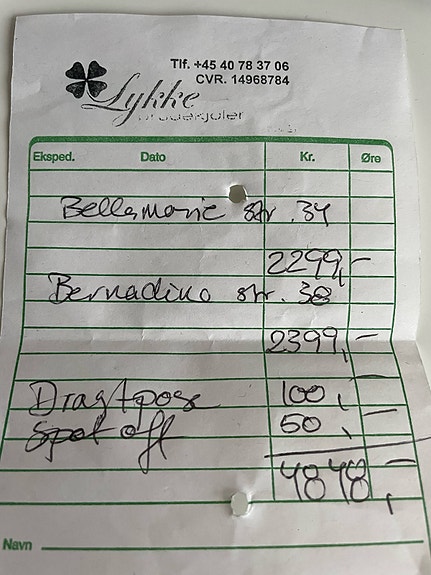 Tlf. +45 40 78 37 06
CVR. 14968784
Lykke
brudekjoler
Eksped. Dato Kr. Øre
Bellamarie str. 34
2299,-
Bernadino str. 38
2399,-
Dragtpose 100,-
Spot off 50,-
4848,-
Navn